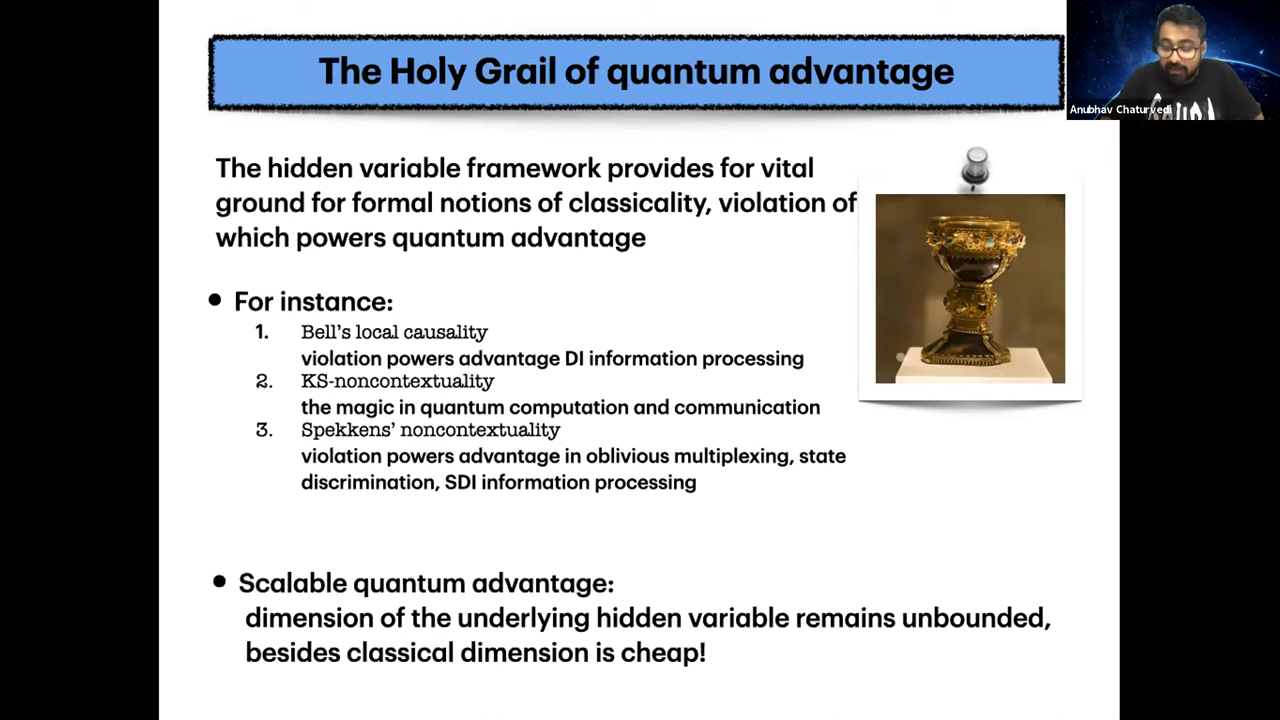 The Holy Grail of quantum advantage
Anubhav Chaturvedi
The hidden variable framework provides for vital
ground for formal notions of classicality, violation of
which powers quantum advantage
• For instance:
1. Bell's local causality
violation powers advantage DI information processing
2. KS-noncontextuality
the magic in quantum computation and communication
3. Spekkens' noncontextuality
violation powers advantage in oblivious multiplexing, state
discrimination, SDI information processing
• Scalable quantum advantage:
dimension of the underlying hidden variable remains unbounded,
besides classical dimension is cheap!